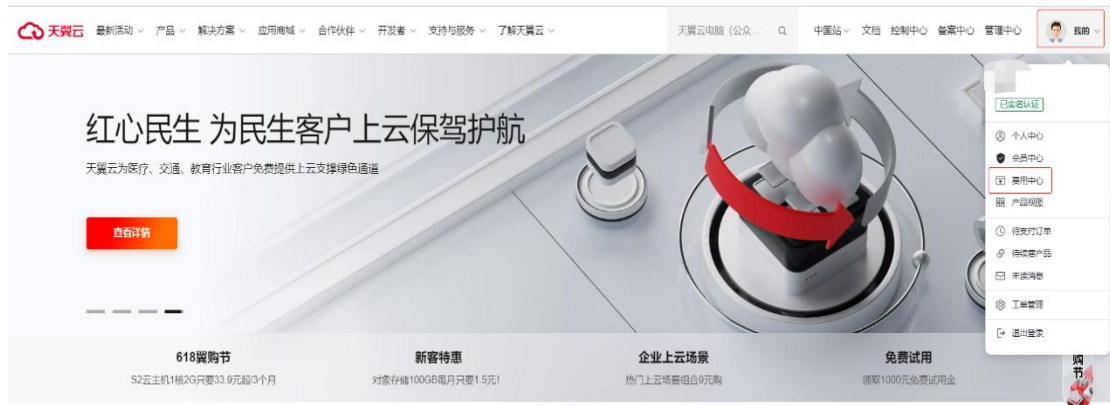 天翼云 最新活动 产品 解决方案 应用商城 合作伙伴 开发者 支持与服务 了解天翼云 天翼云电脑 (公众... 中国站 文档 控制中心 备案中心 管理中心 我的
已实名认证
个人中心
会员中心
费用中心
产品视图
待支付订单
待续费产品
未读消息
工单管理
退出登录
红心民生 为民生客户上云保驾护航
天翼云为医疗、交通、教育行业客户免费提供上云支撑绿色通道
查看详情
618翼购节 新客特惠 企业上云场景 免费试用
S2云主机1核2G只要33.9元起/3个月 对象存储100GB每月只要1.5元! 热门上云场景组合9元购 领取1000元免费试用金
购
节